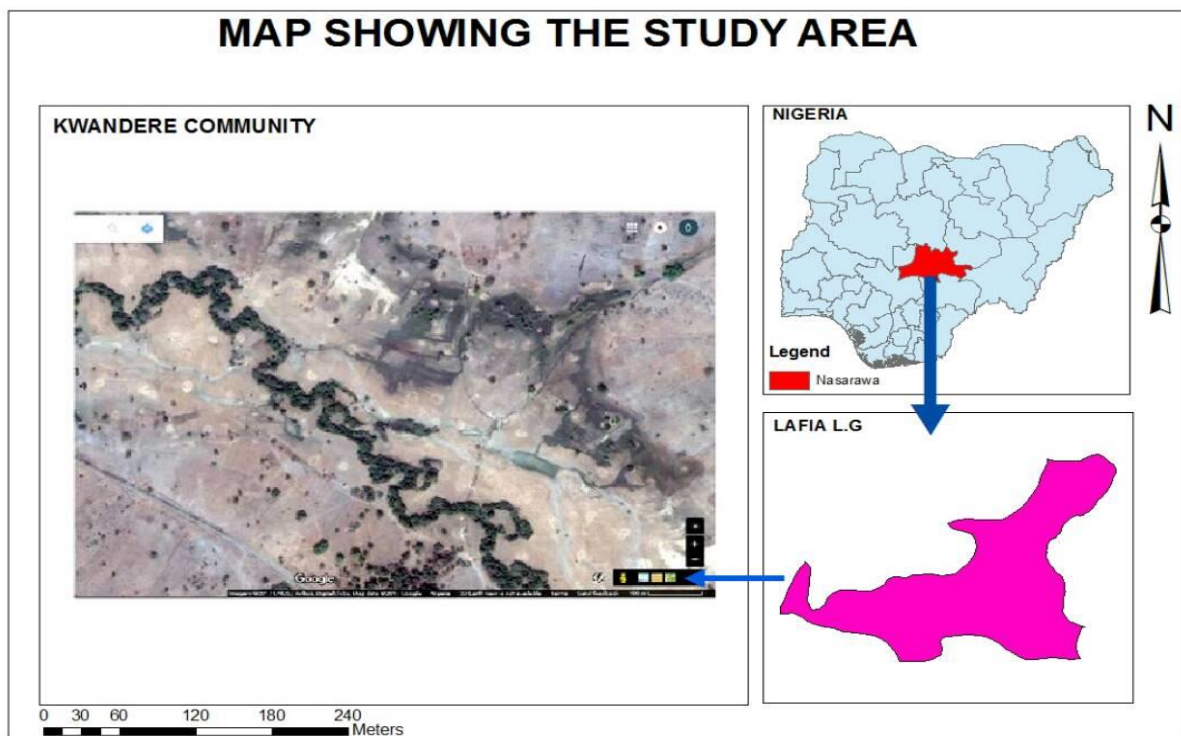 MAP SHOWING THE STUDY AREA
KWANDERE COMMUNITY
Google
NIGERIA
N
Legend
Nasarawa
LAFIA L.G
0 30 60 120 180 240
Meters